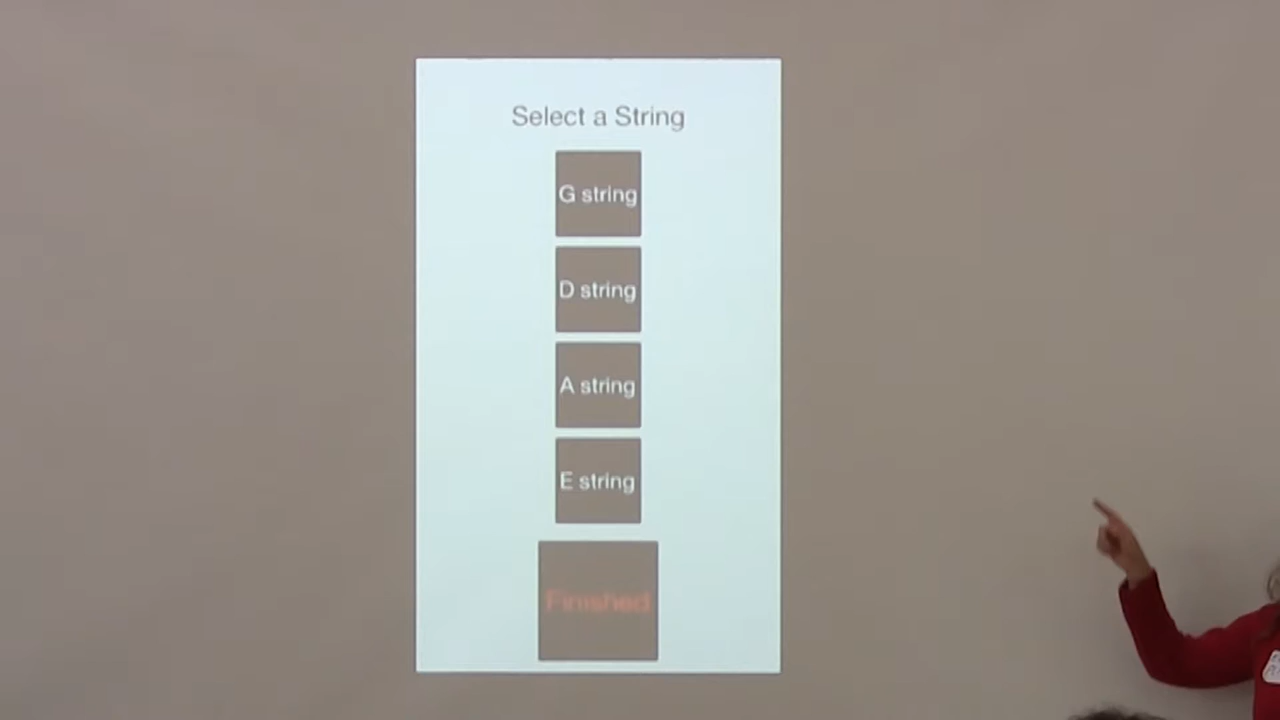 Select a String
G string
D string
A string
E string
Finished